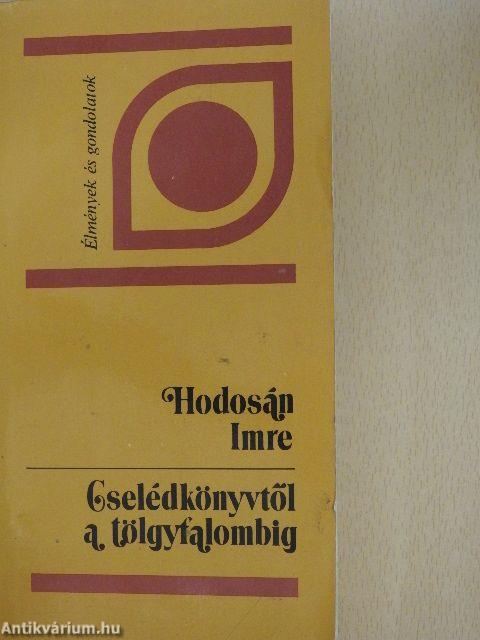 Élmények és gondolatok
Hodosán
Imre
Cselédkönyvtől
a tölgyfalombig
Antikvárium.hu